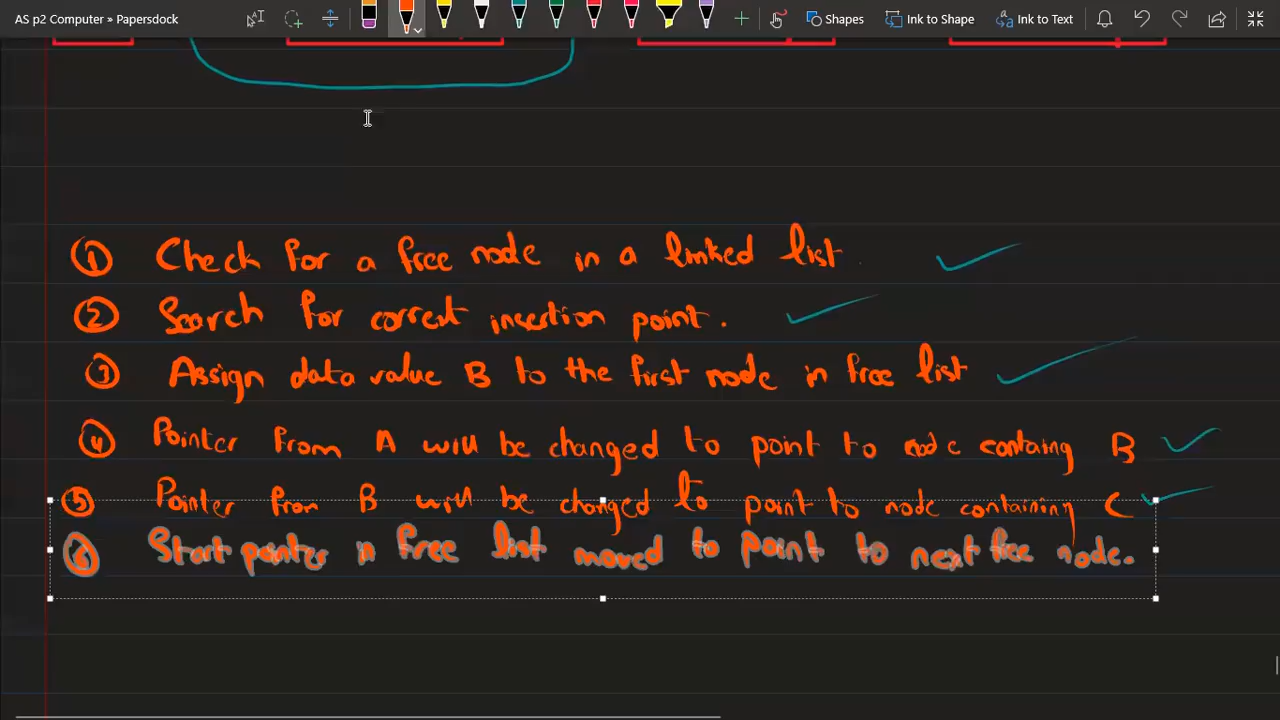 AS p2 Computer » Papersdock
Shapes
Ink to Shape
Ink to Text
① Check for a free node in a linked list
② Search for correct insertion point.
③ Assign data value B to the first node in free list
④ Pointer from A will be changed to point to node containg B
⑤ Pointer from B will be changed to point to node containing C
⑥ Start pointer in free list moved to point to next free node.